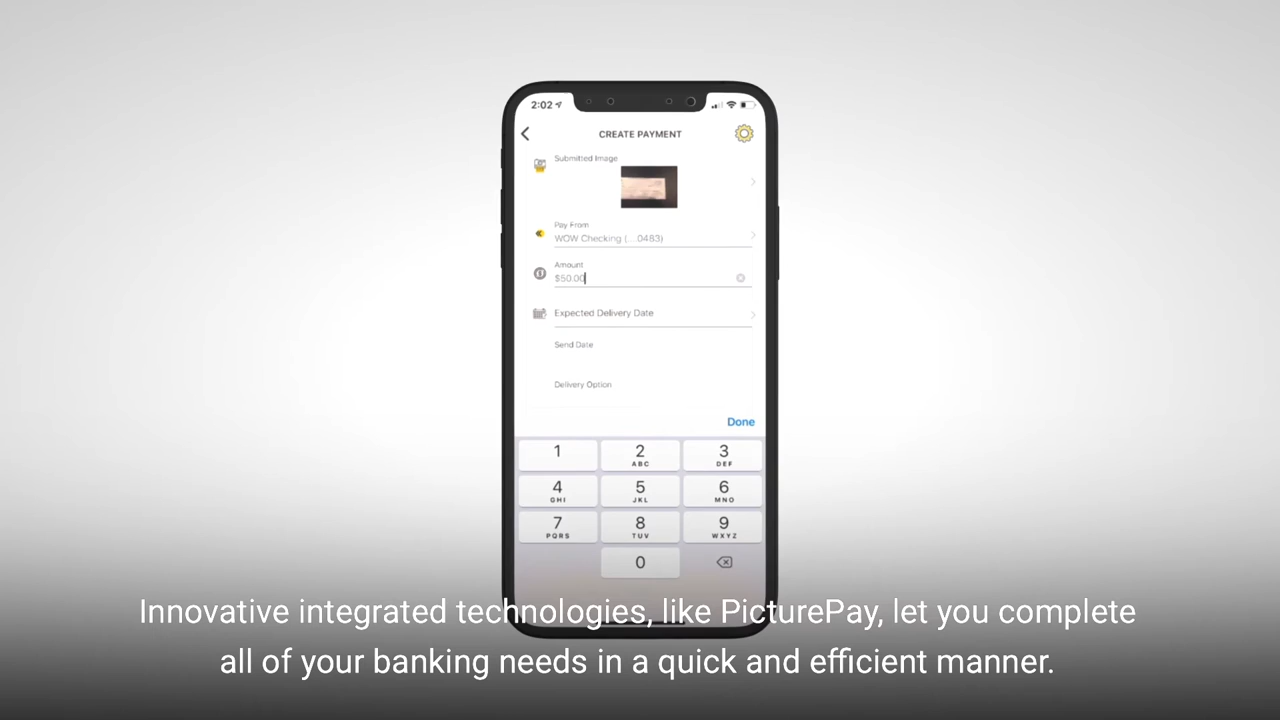 2:02
CREATE PAYMENT
Submitted Image
Pay From
WOW Checking (...0483)
Amount
$50.00
Expected Delivery Date
Send Date
Delivery Option
Done
1
2
3
ABC
DEF
4
5
6
GHI
JKL
MNO
7
8
9
PQRS
TUV
WXYZ
0
Innovative integrated technologies, like PicturePay, let you complete
all of your banking needs in a quick and efficient manner.